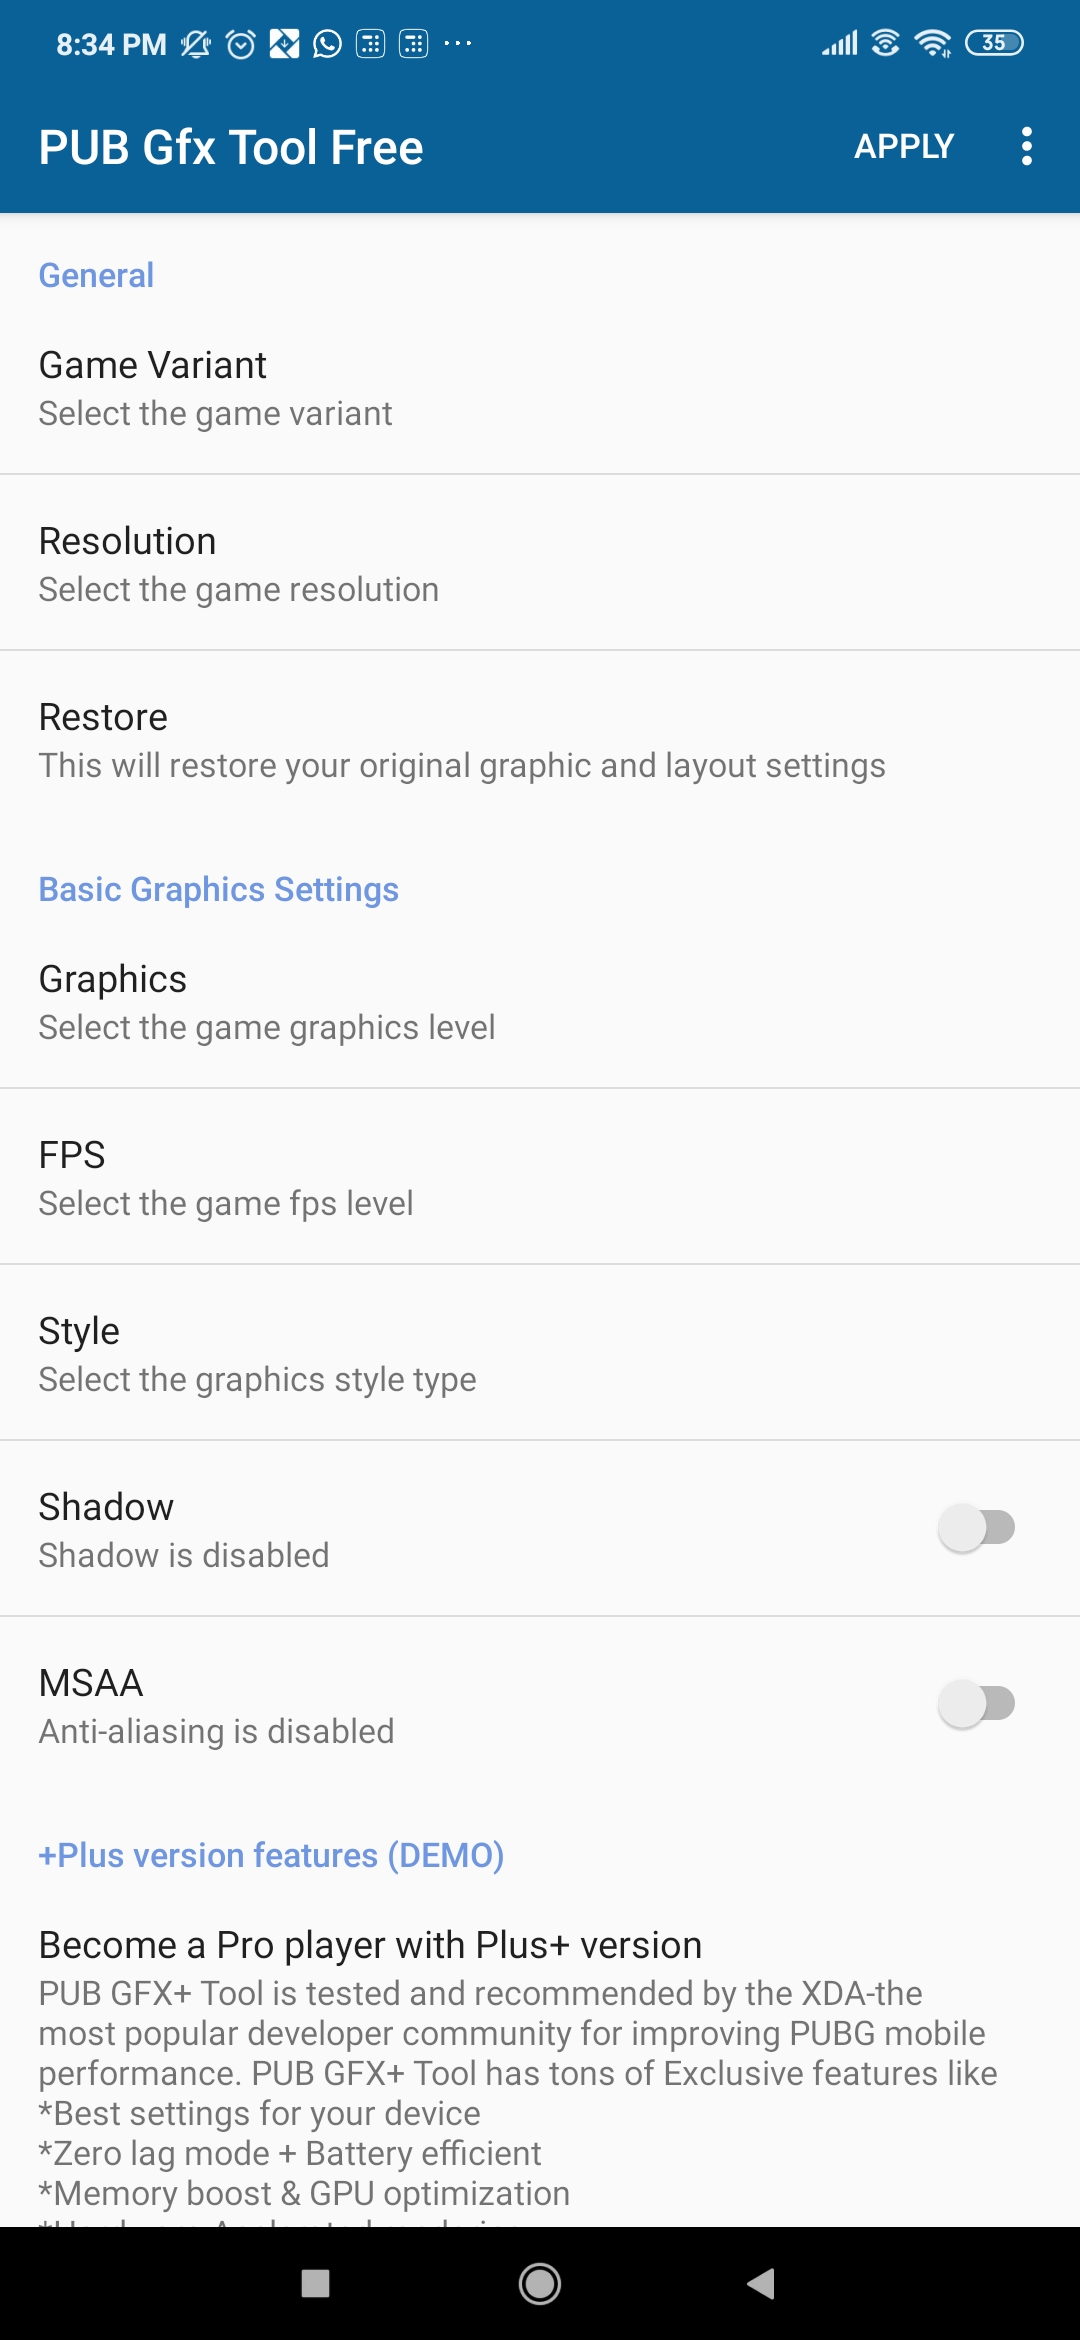 8:34 PM ... 35
PUB Gfx Tool Free APPLY
General
Game Variant
Select the game variant
Resolution
Select the game resolution
Restore
This will restore your original graphic and layout settings
Basic Graphics Settings
Graphics
Select the game graphics level
FPS
Select the game fps level
Style
Select the graphics style type
Shadow
Shadow is disabled
MSAA
Anti-aliasing is disabled
+Plus version features (DEMO)
Become a Pro player with Plus+ version
PUB GFX+ Tool is tested and recommended by the XDA-the
most popular developer community for improving PUBG mobile
performance. PUB GFX+ Tool has tons of Exclusive features like
*Best settings for your device
*Zero lag mode + Battery efficient
*Memory boost & GPU optimization